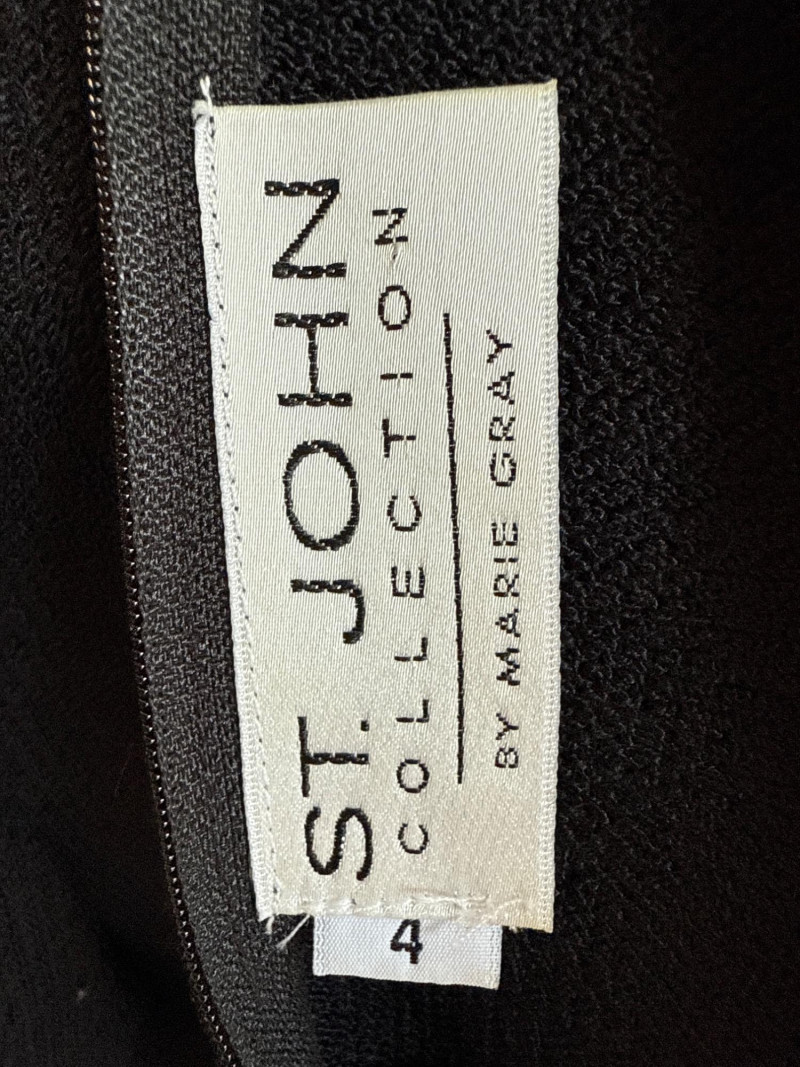 ST. JOHN
COLLECTION
BY MARIE GRAY
4